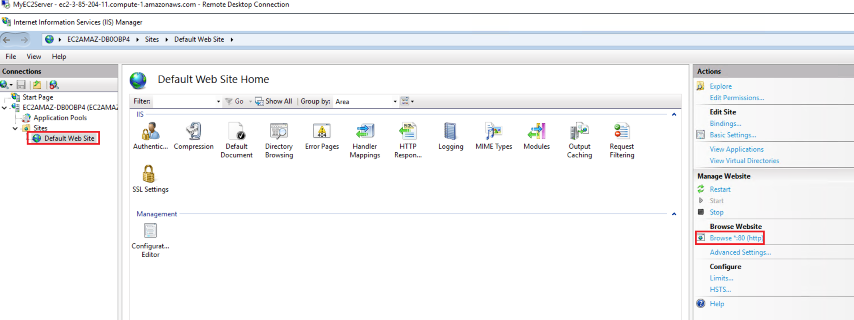 MyEC2Server - ec2-3-85-204-11.compute-1.amazonaws.com - Remote Desktop Connection
Internet Information Services (IIS) Manager
EC2AMAZ-DB0OBP4 Sites Default Web Site
File View Help
Connections
Start Page
EC2AMAZ-DB0OBP4 (EC2AMAZ
Application Pools
Sites
Default Web Site
Default Web Site Home
Filter: Go Show All Group by: Area
IIS
Authentic... Compression Default Document Directory Browsing Error Pages Handler Mappings HTTP Respon... Logging MIME Types Modules Output Caching Request Filtering
SSL Settings
Management
Configurat... Editor
Actions
Explore
Edit Permissions...
Edit Site
Bindings...
Basic Settings...
View Applications
View Virtual Directories
Manage Website
Restart
Start
Stop
Browse Website
Browse *:80 (http)
Advanced Settings...
Configure
Limits...
HSTS...
Help